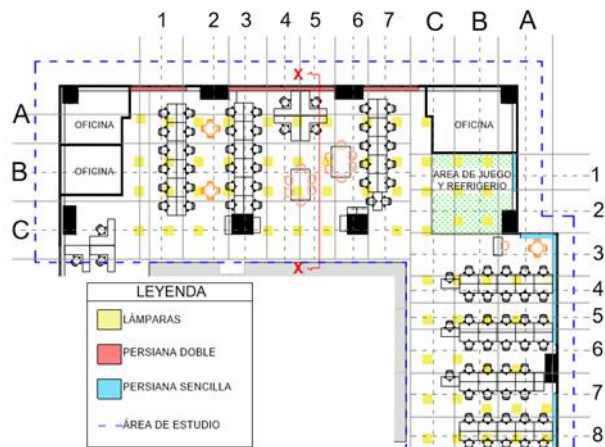 1 2 3 4 5 6 7 C B A
X
A OFICINA OFICINA
B OFICINA ÁREA DE JUEGO 1
Y REFRIGERIO
2
C
3
X
LEYENDA 4
LÁMPARAS 5
PERSIANA DOBLE 6
PERSIANA SENCILLA 7
ÁREA DE ESTUDIO
8